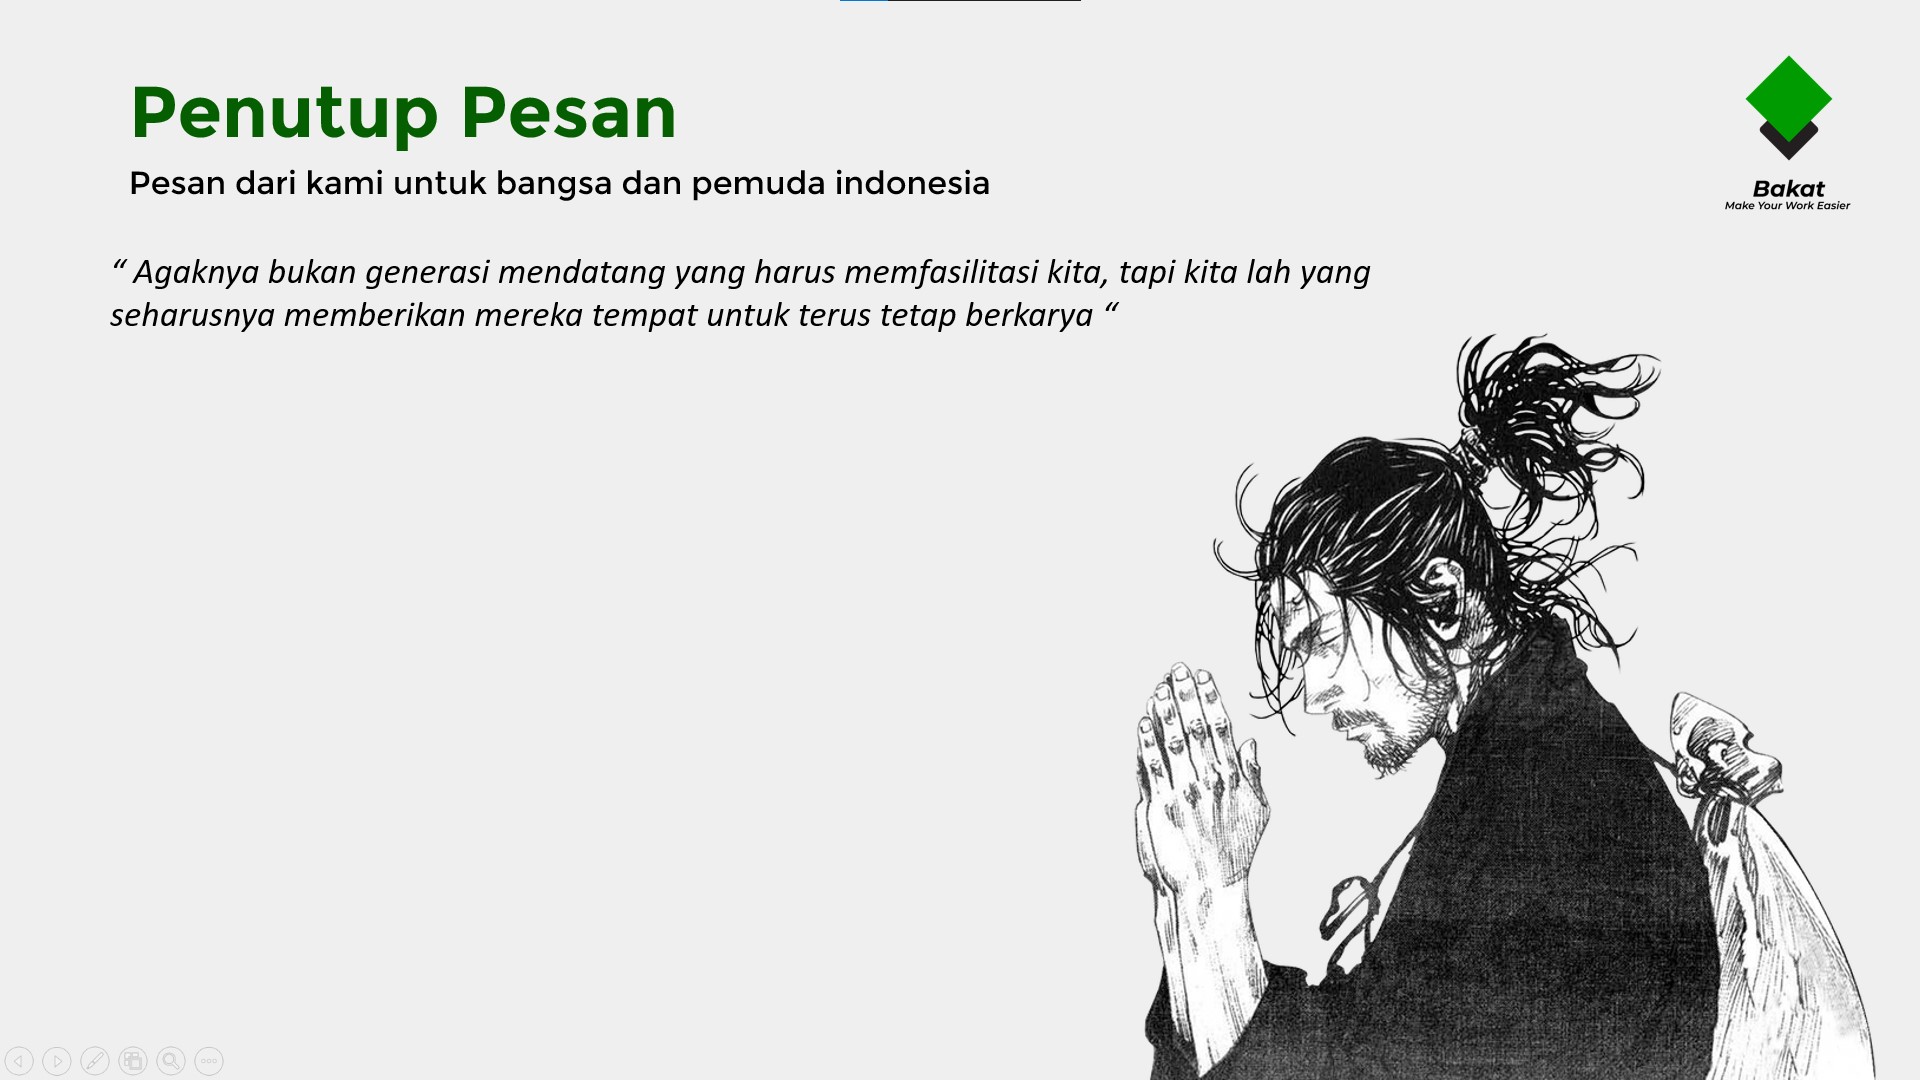 Penutup Pesan
Pesan dari kami untuk bangsa dan pemuda indonesia
Bakat
Make Your Work Easier
“ Agaknya bukan generasi mendatang yang harus memfasilitasi kita, tapi kita lah yang
seharusnya memberikan mereka tempat untuk terus tetap berkarya “